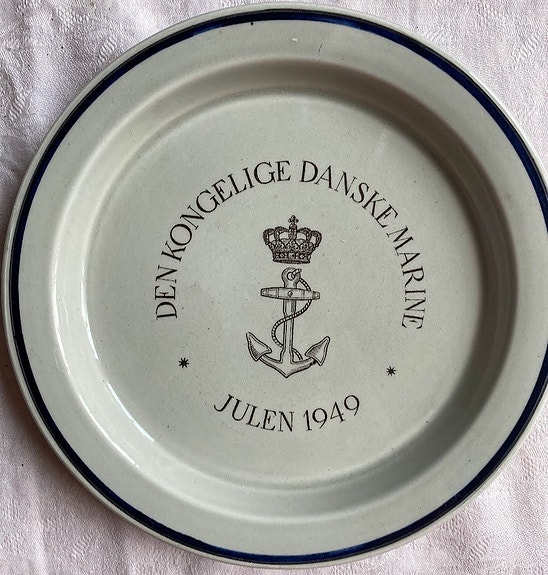 DEN KONGELIGE DANSKE MARINE
JULEN 1949